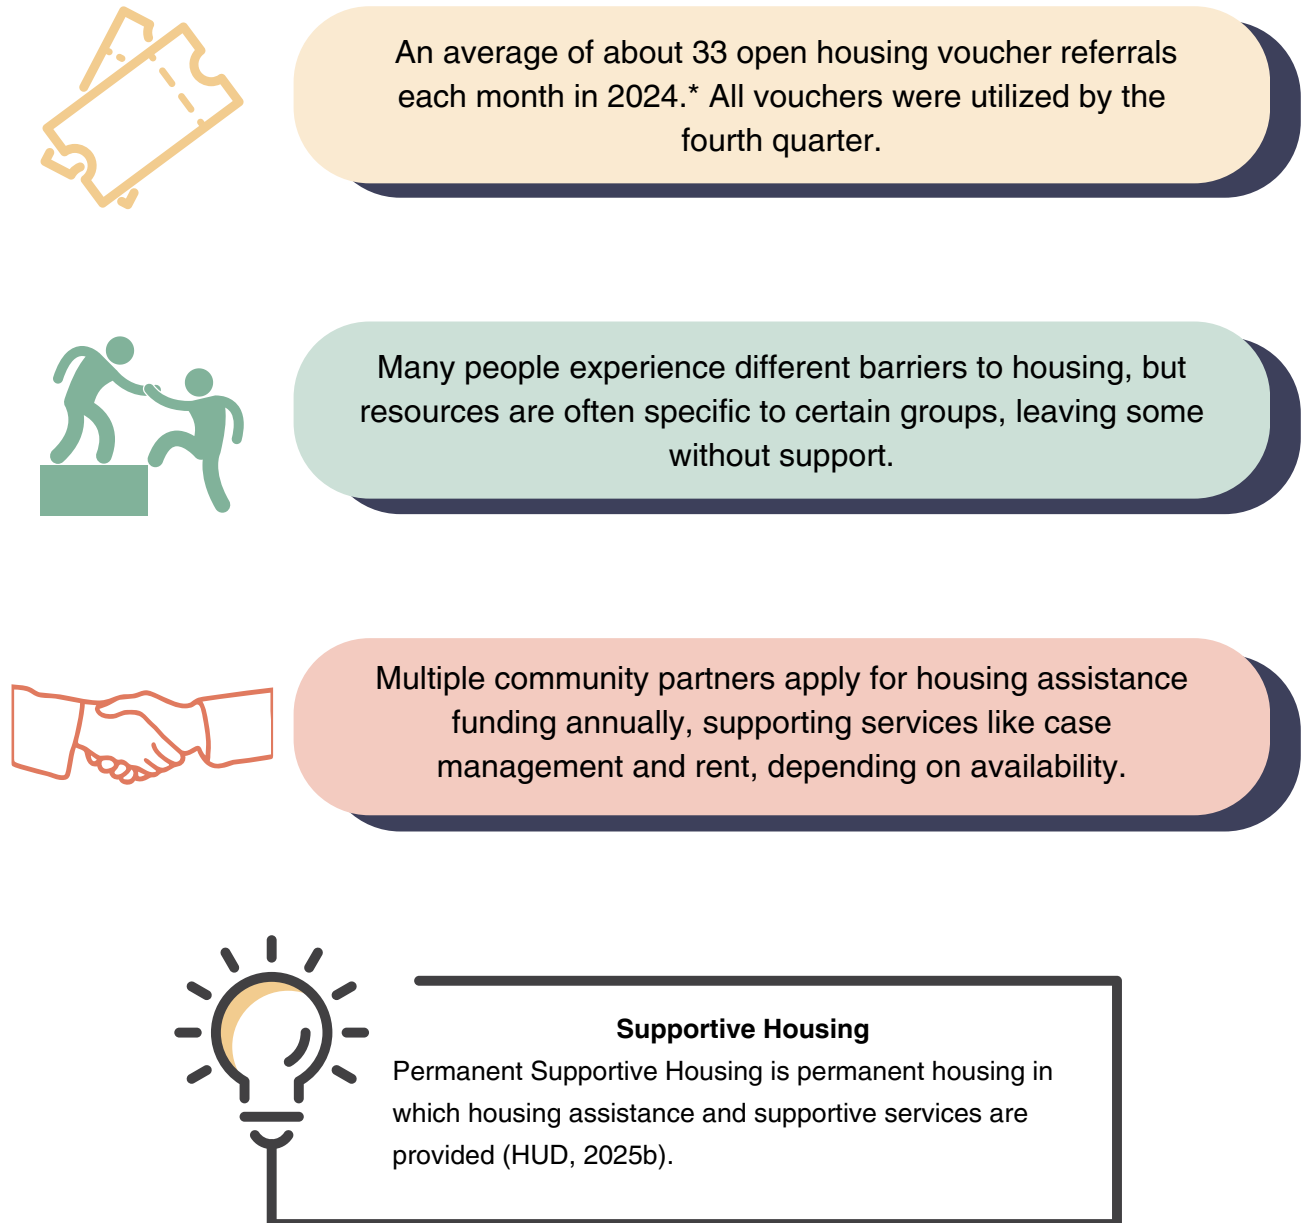 An average of about 33 open housing voucher referrals
each month in 2024.* All vouchers were utilized by the
fourth quarter.
Many people experience different barriers to housing, but
resources are often specific to certain groups, leaving some
without support.
Multiple community partners apply for housing assistance
funding annually, supporting services like case
management and rent, depending on availability.
Supportive Housing
Permanent Supportive Housing is permanent housing in
which housing assistance and supportive services are
provided (HUD, 2025b).